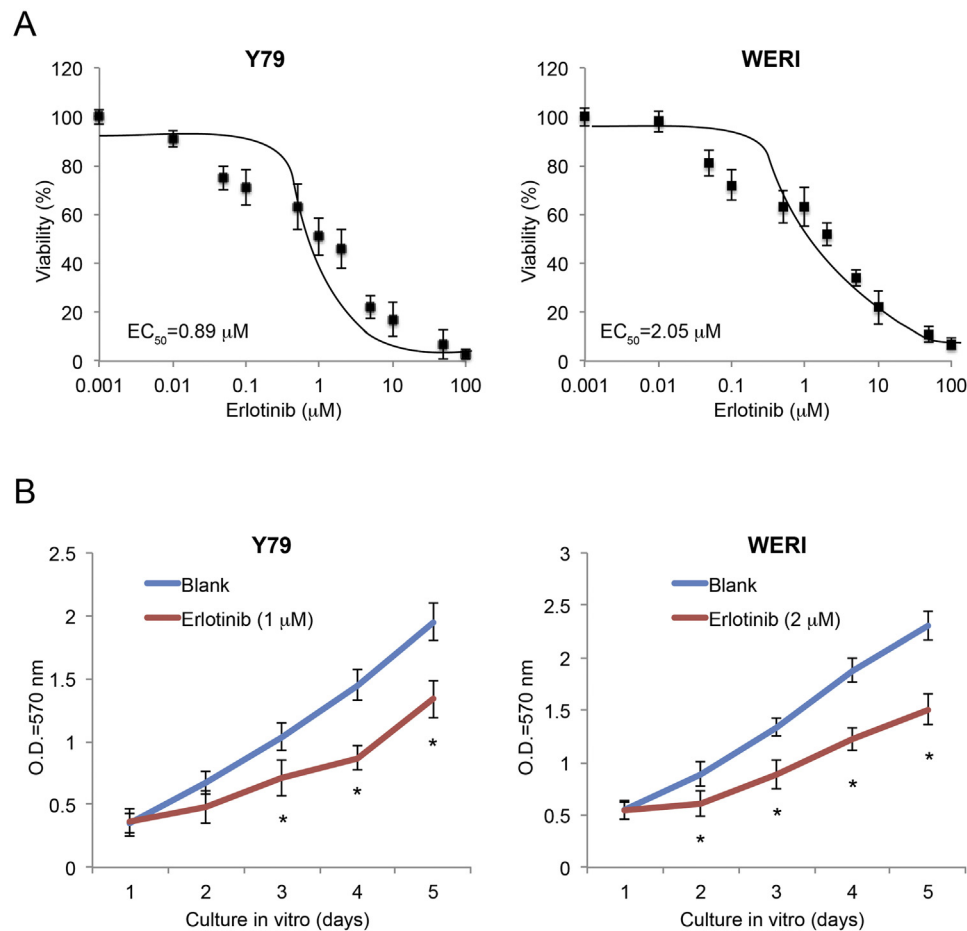 A
Y79
120
100
80
60
40
20
0
Viability (%)
EC50=0.89 μM
0.001 0.01 0.1 1 10 100
Erlotinib (μM)
WERI
120
100
80
60
40
20
0
Viability (%)
EC50=2.05 μM
0.001 0.01 0.1 1 10 100
Erlotinib (μM)
B
Y79
2.5
2
1.5
1
0.5
0
O.D.=570 nm
Blank
Erlotinib (1 μM)
* * *
1 2 3 4 5
Culture in vitro (days)
WERI
3
2.5
2
1.5
1
0.5
0
O.D.=570 nm
Blank
Erlotinib (2 μM)
* * * *
1 2 3 4 5
Culture in vitro (days)